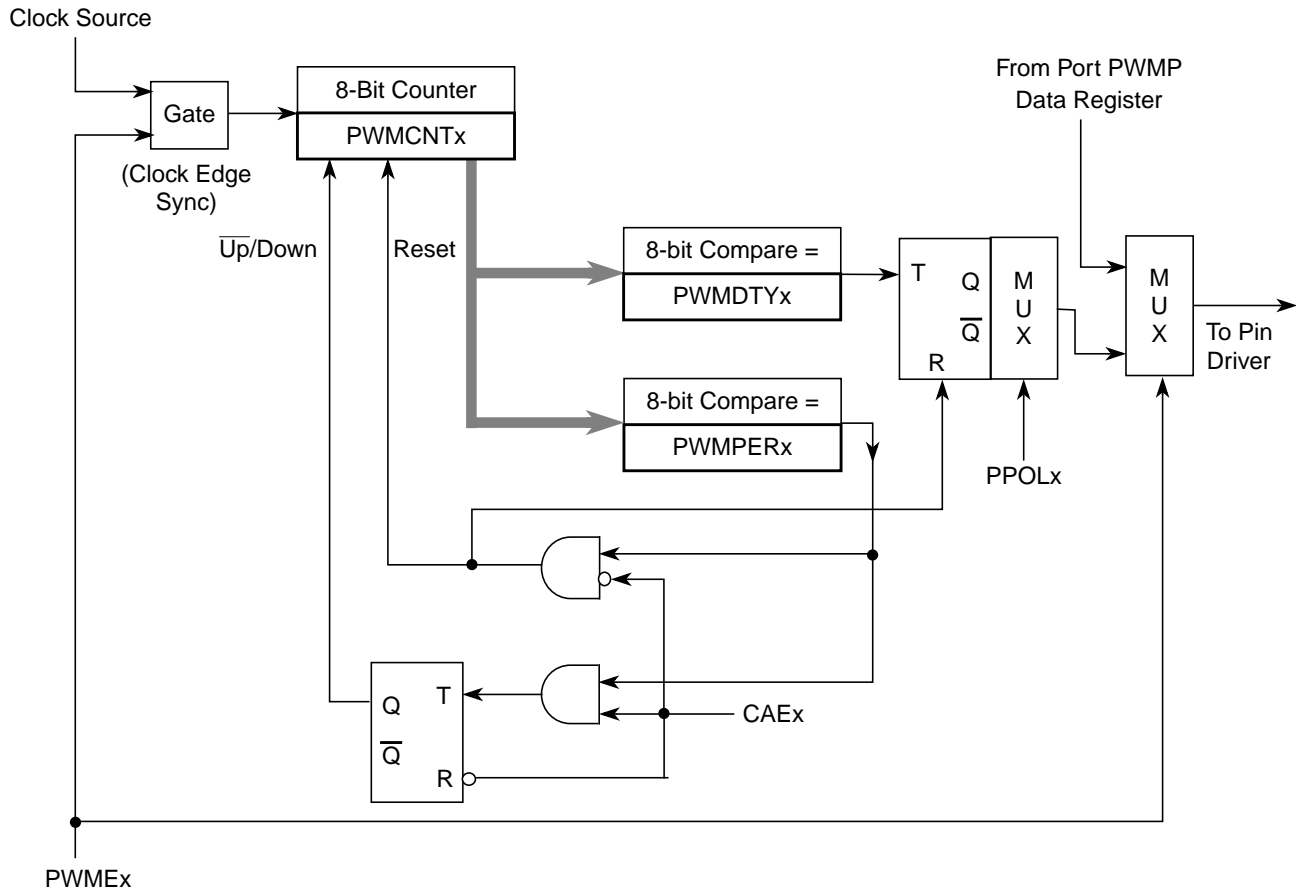 Clock Source
From Port PWMP
Data Register
8-Bit Counter
Gate
PWMCNTx
(Clock Edge
Sync)
U̅p̅/Down
Reset
8-bit Compare =
PWMDTYx
T
Q
Q̅
R
M
U
X
M
U
X
To Pin
Driver
8-bit Compare =
PWMPERx
PPOLx
Q
T
Q̅
R
CAEx
PWMEx